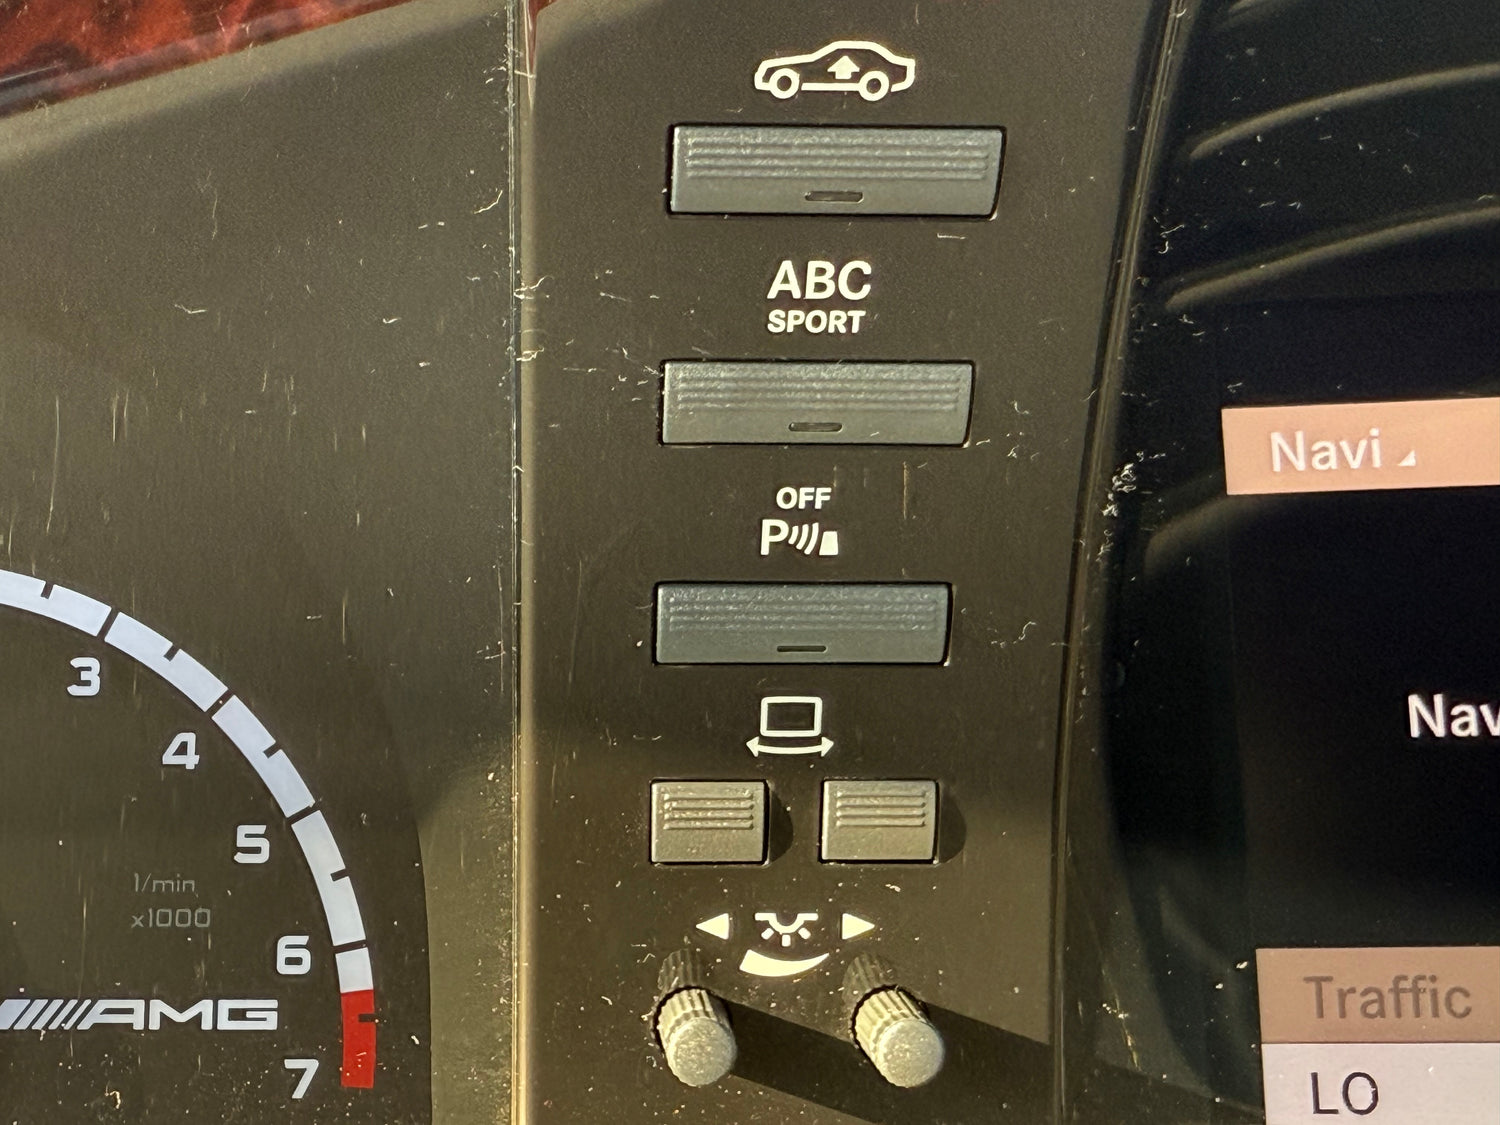 ABC
SPORT
OFF
P
Navi
Nav
3
4
5
1/min
x1000
6
AMG
7
Traffic
LO